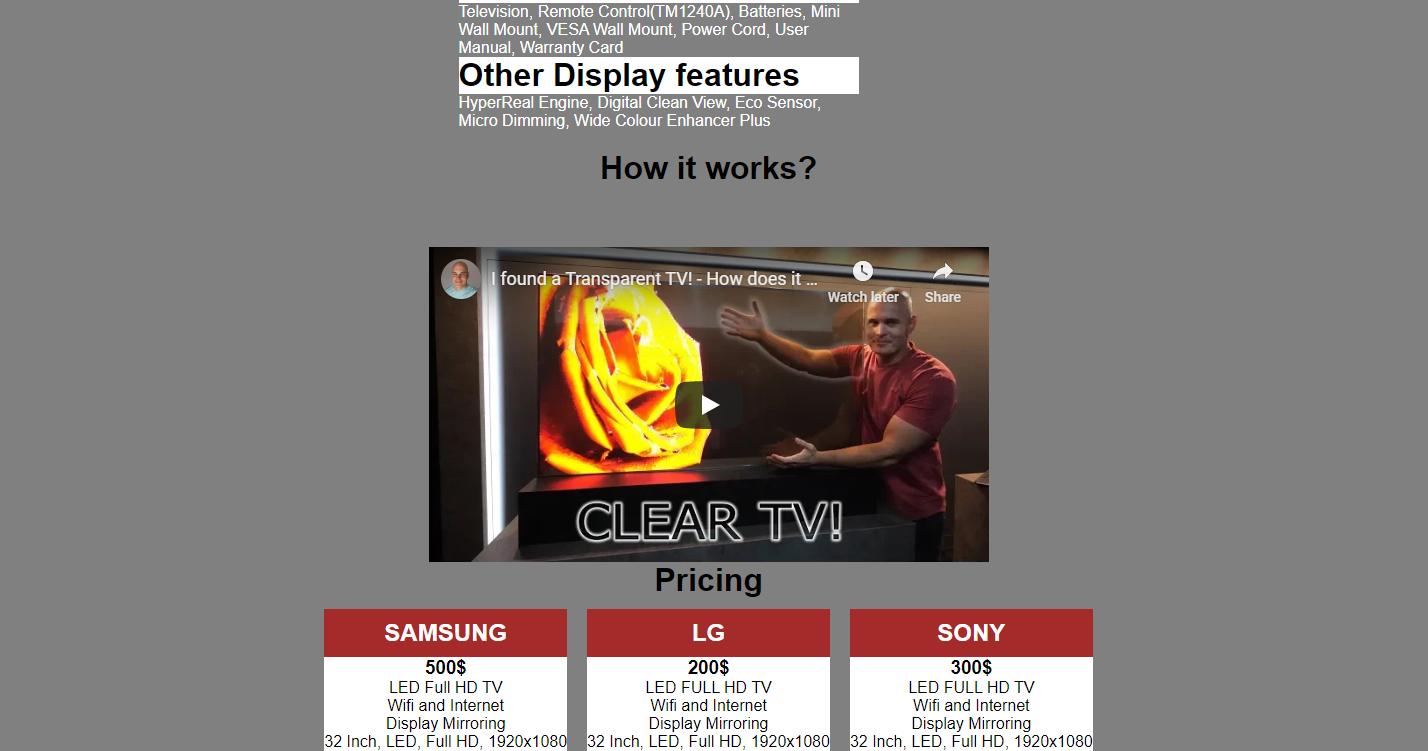 Television, Remote Control(TM1240A), Batteries, Mini
Wall Mount, VESA Wall Mount, Power Cord, User
Manual, Warranty Card
Other Display features
HyperReal Engine, Digital Clean View, Eco Sensor,
Micro Dimming, Wide Colour Enhancer Plus
How it works?
I found a Transparent TV! - How does it ...
Watch later
Share
CLEAR TV!
Pricing
SAMSUNG
500$
LED Full HD TV
Wifi and Internet
Display Mirroring
32 Inch, LED, Full HD, 1920x1080
LG
200$
LED FULL HD TV
Wifi and Internet
Display Mirroring
32 Inch, LED, Full HD, 1920x1080
SONY
300$
LED FULL HD TV
Wifi and Internet
Display Mirroring
32 Inch, LED, Full HD, 1920x1080